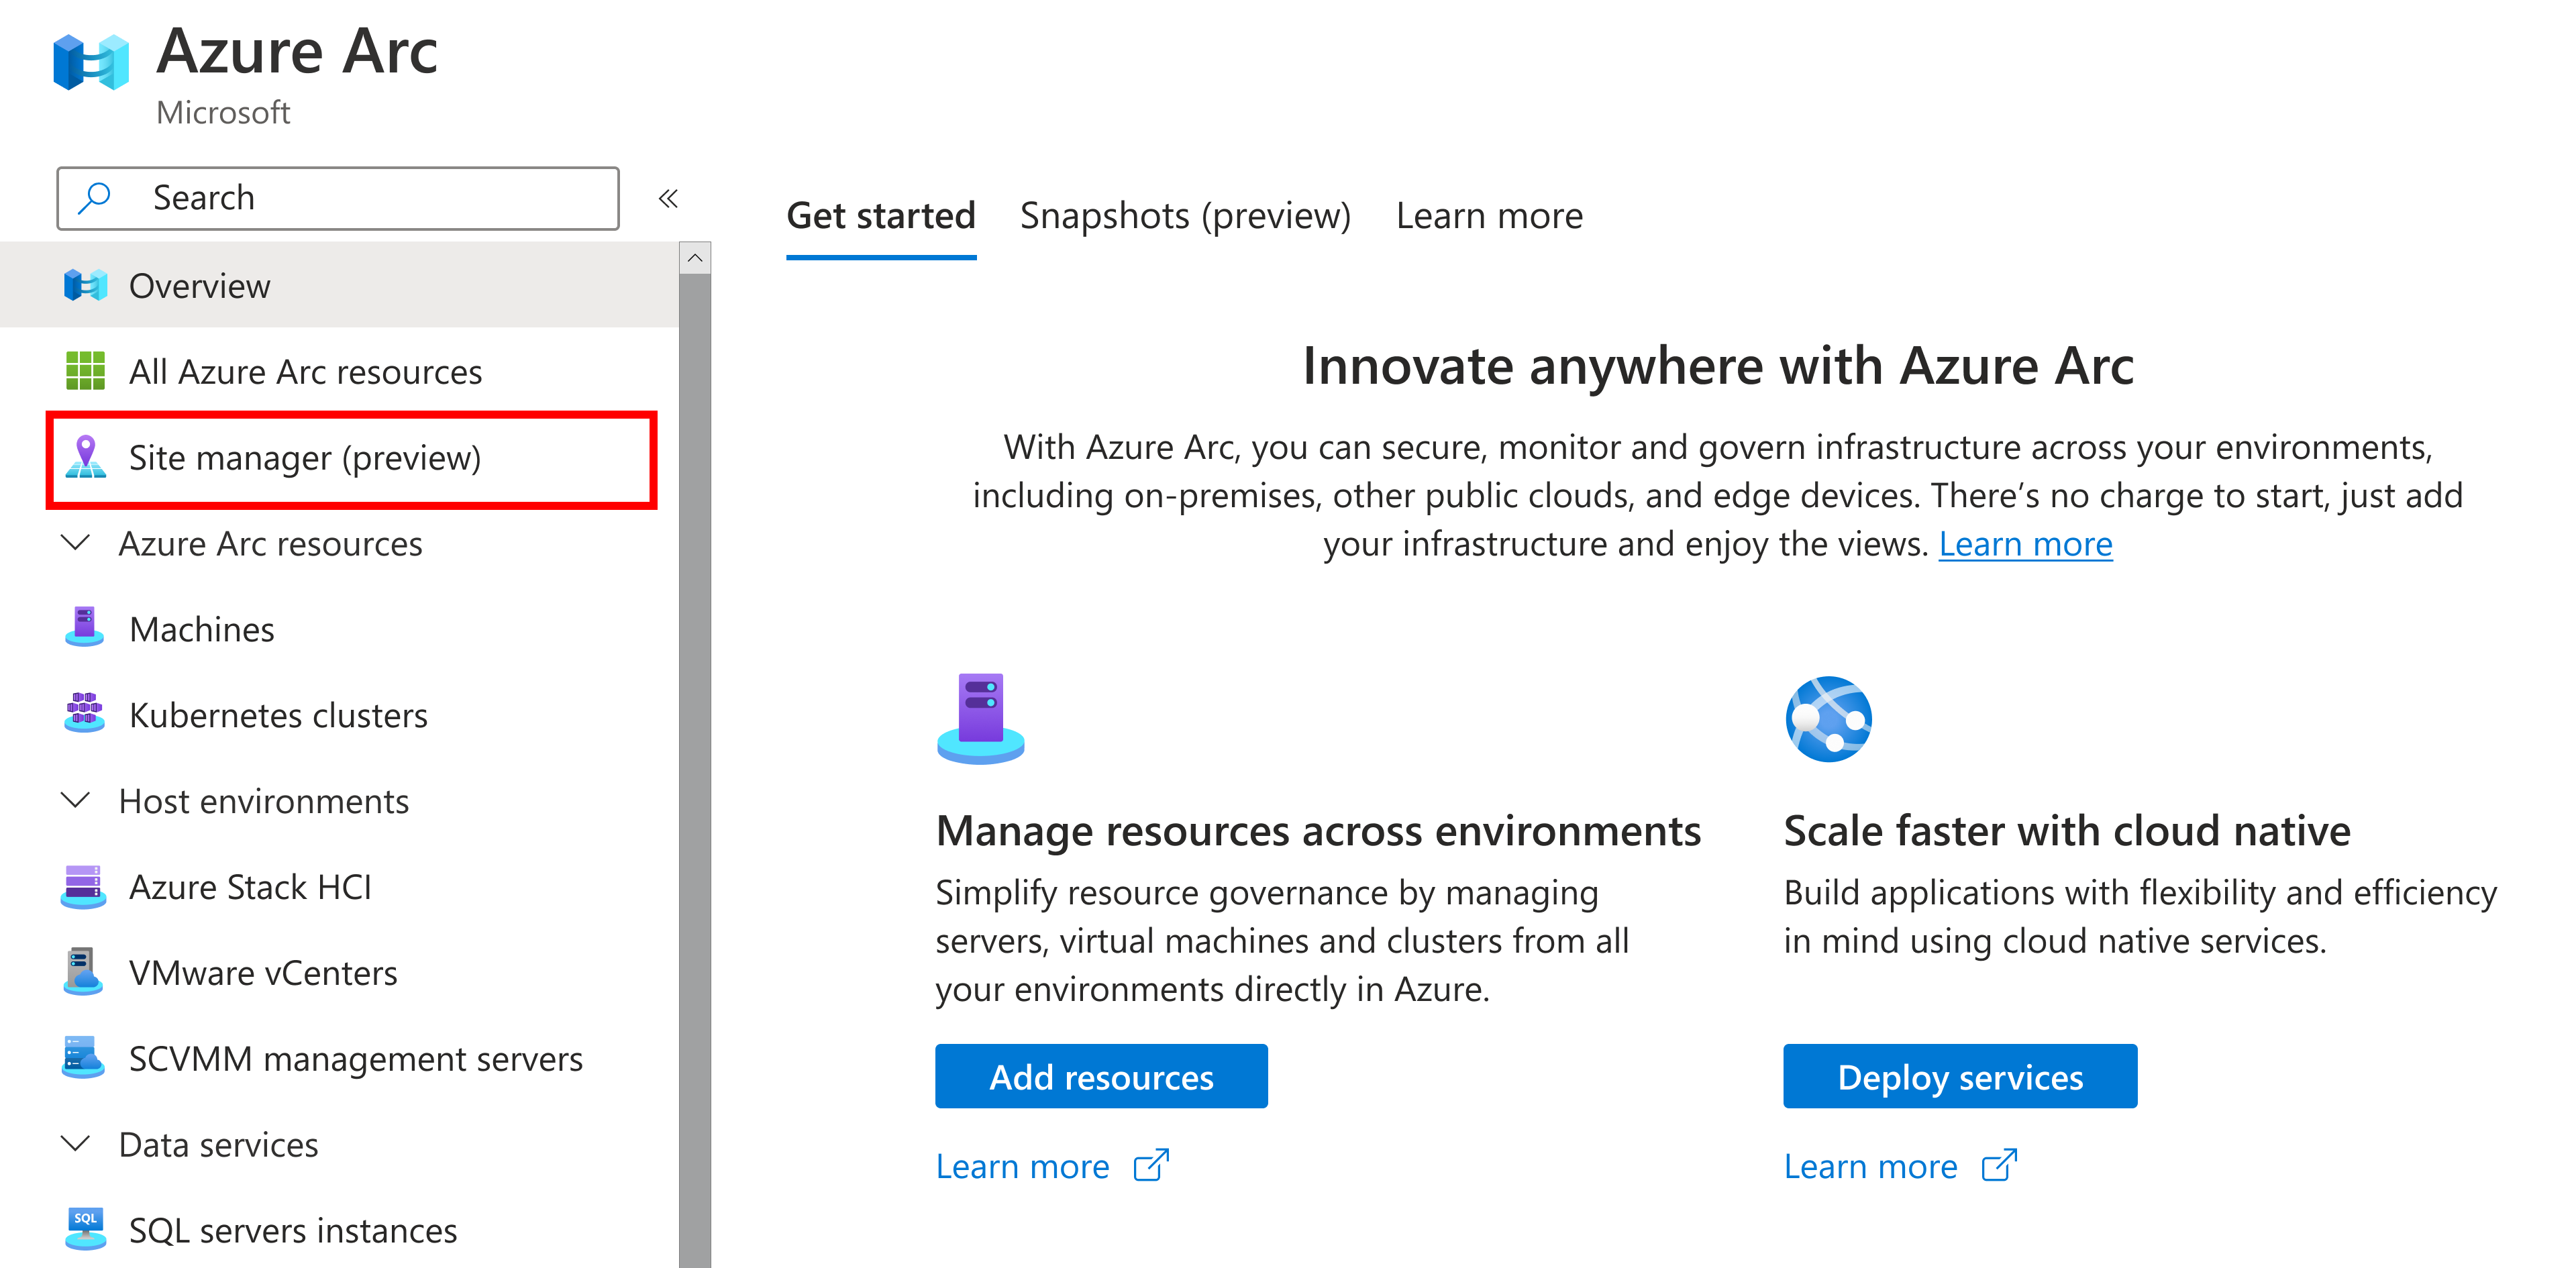 Azure Arc
Microsoft
Search
Overview
All Azure Arc resources
Site manager (preview)
Azure Arc resources
Machines
Kubernetes clusters
Host environments
Azure Stack HCI
VMware vCenters
SCVMM management servers
Data services
SQL
SQL servers instances
Get started
Snapshots (preview)
Learn more
Innovate anywhere with Azure Arc
With Azure Arc, you can secure, monitor and govern infrastructure across your environments,
including on-premises, other public clouds, and edge devices. There’s no charge to start, just add
your infrastructure and enjoy the views. Learn more
Manage resources across environments
Simplify resource governance by managing
servers, virtual machines and clusters from all
your environments directly in Azure.
Add resources
Learn more
Scale faster with cloud native
Build applications with flexibility and efficiency
in mind using cloud native services.
Deploy services
Learn more